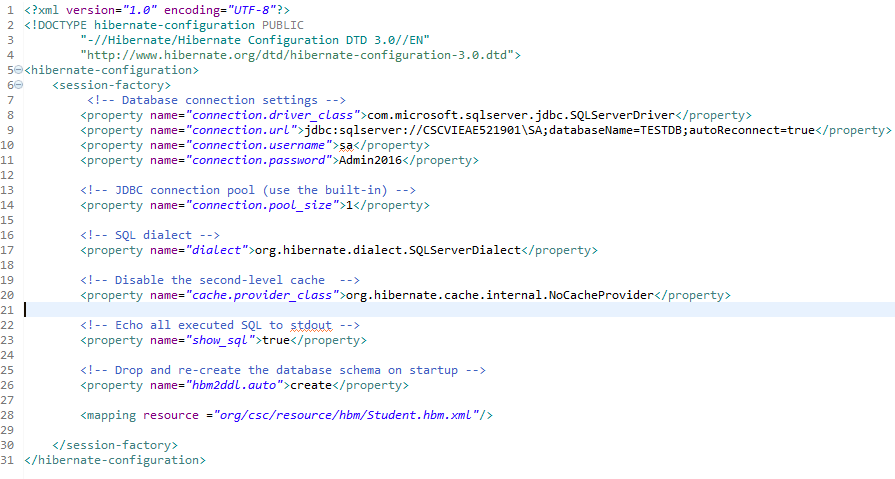 1 <?xml version="1.0" encoding="UTF-8"?>
2 <!DOCTYPE hibernate-configuration PUBLIC
3 "-//Hibernate/Hibernate Configuration DTD 3.0//EN"
4 "http://www.hibernate.org/dtd/hibernate-configuration-3.0.dtd">
5 <hibernate-configuration>
6 <session-factory>
7 <!-- Database connection settings -->
8 <property name="connection.driver_class">com.microsoft.sqlserver.jdbc.SQLServerDriver</property>
9 <property name="connection.url">jdbc:sqlserver://CSCVIEAE521901\SA;databaseName=TESTDB;autoReconnect=true</property>
10 <property name="connection.username">sa</property>
11 <property name="connection.password">Admin2016</property>
12
13 <!-- JDBC connection pool (use the built-in) -->
14 <property name="connection.pool_size">1</property>
15
16 <!-- SQL dialect -->
17 <property name="dialect">org.hibernate.dialect.SQLServerDialect</property>
18
19 <!-- Disable the second-level cache  -->
20 <property name="cache.provider_class">org.hibernate.cache.internal.NoCacheProvider</property>
21
22 <!-- Echo all executed SQL to stdout -->
23 <property name="show_sql">true</property>
24
25 <!-- Drop and re-create the database schema on startup -->
26 <property name="hbm2ddl.auto">create</property>
27
28 <mapping resource ="org/csc/resource/hbm/Student.hbm.xml"/>
29
30 </session-factory>
31 </hibernate-configuration>